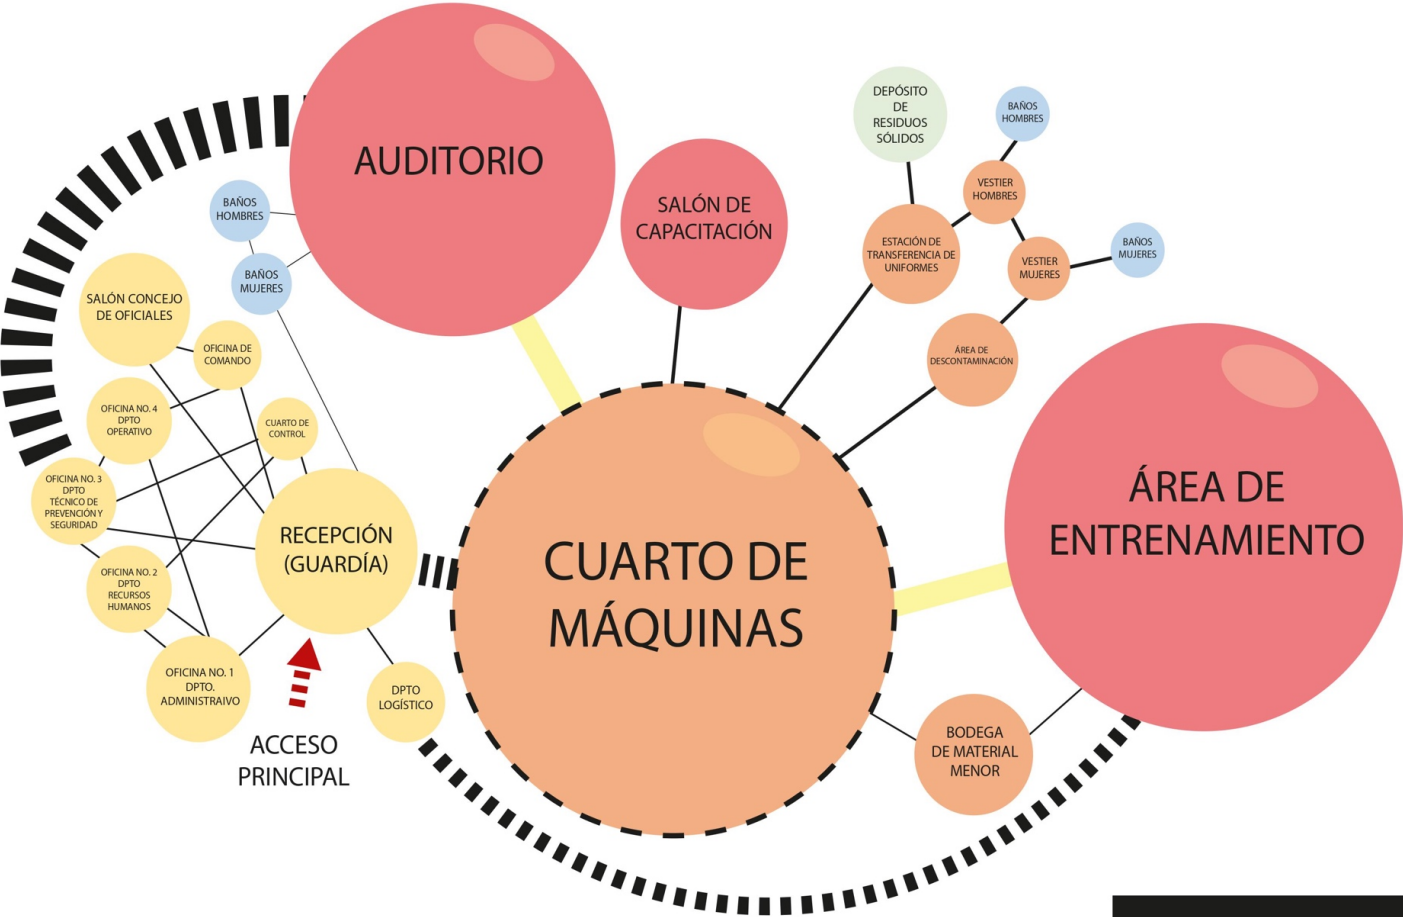 AUDITORIO
SALÓN DE
CAPACITACIÓN
DEPÓSITO
DE
RESIDUOS
SÓLIDOS
BAÑOS
HOMBRES
VESTIER
HOMBRES
ESTACIÓN DE
TRANSFERENCIA DE
UNIFORMES
VESTIER
MUJERES
BAÑOS
MUJERES
ÁREA DE
DESCONTAMINACIÓN
BAÑOS
HOMBRES
BAÑOS
MUJERES
SALÓN CONCEJO
DE OFICIALES
OFICINA DE
COMANDO
OFICINA NO. 4
DPTO
OPERATIVO
CUARTO DE
CONTROL
OFICINA NO. 3
DPTO
TÉCNICO DE
PREVENCIÓN Y
SEGURIDAD
RECEPCIÓN
(GUARDÍA)
OFICINA NO. 2
DPTO
RECURSOS
HUMANOS
OFICINA NO. 1
DPTO.
ADMINISTRAIVO
DPTO
LOGÍSTICO
ACCESO
PRINCIPAL
CUARTO DE
MÁQUINAS
ÁREA DE
ENTRENAMIENTO
BODEGA
DE MATERIAL
MENOR